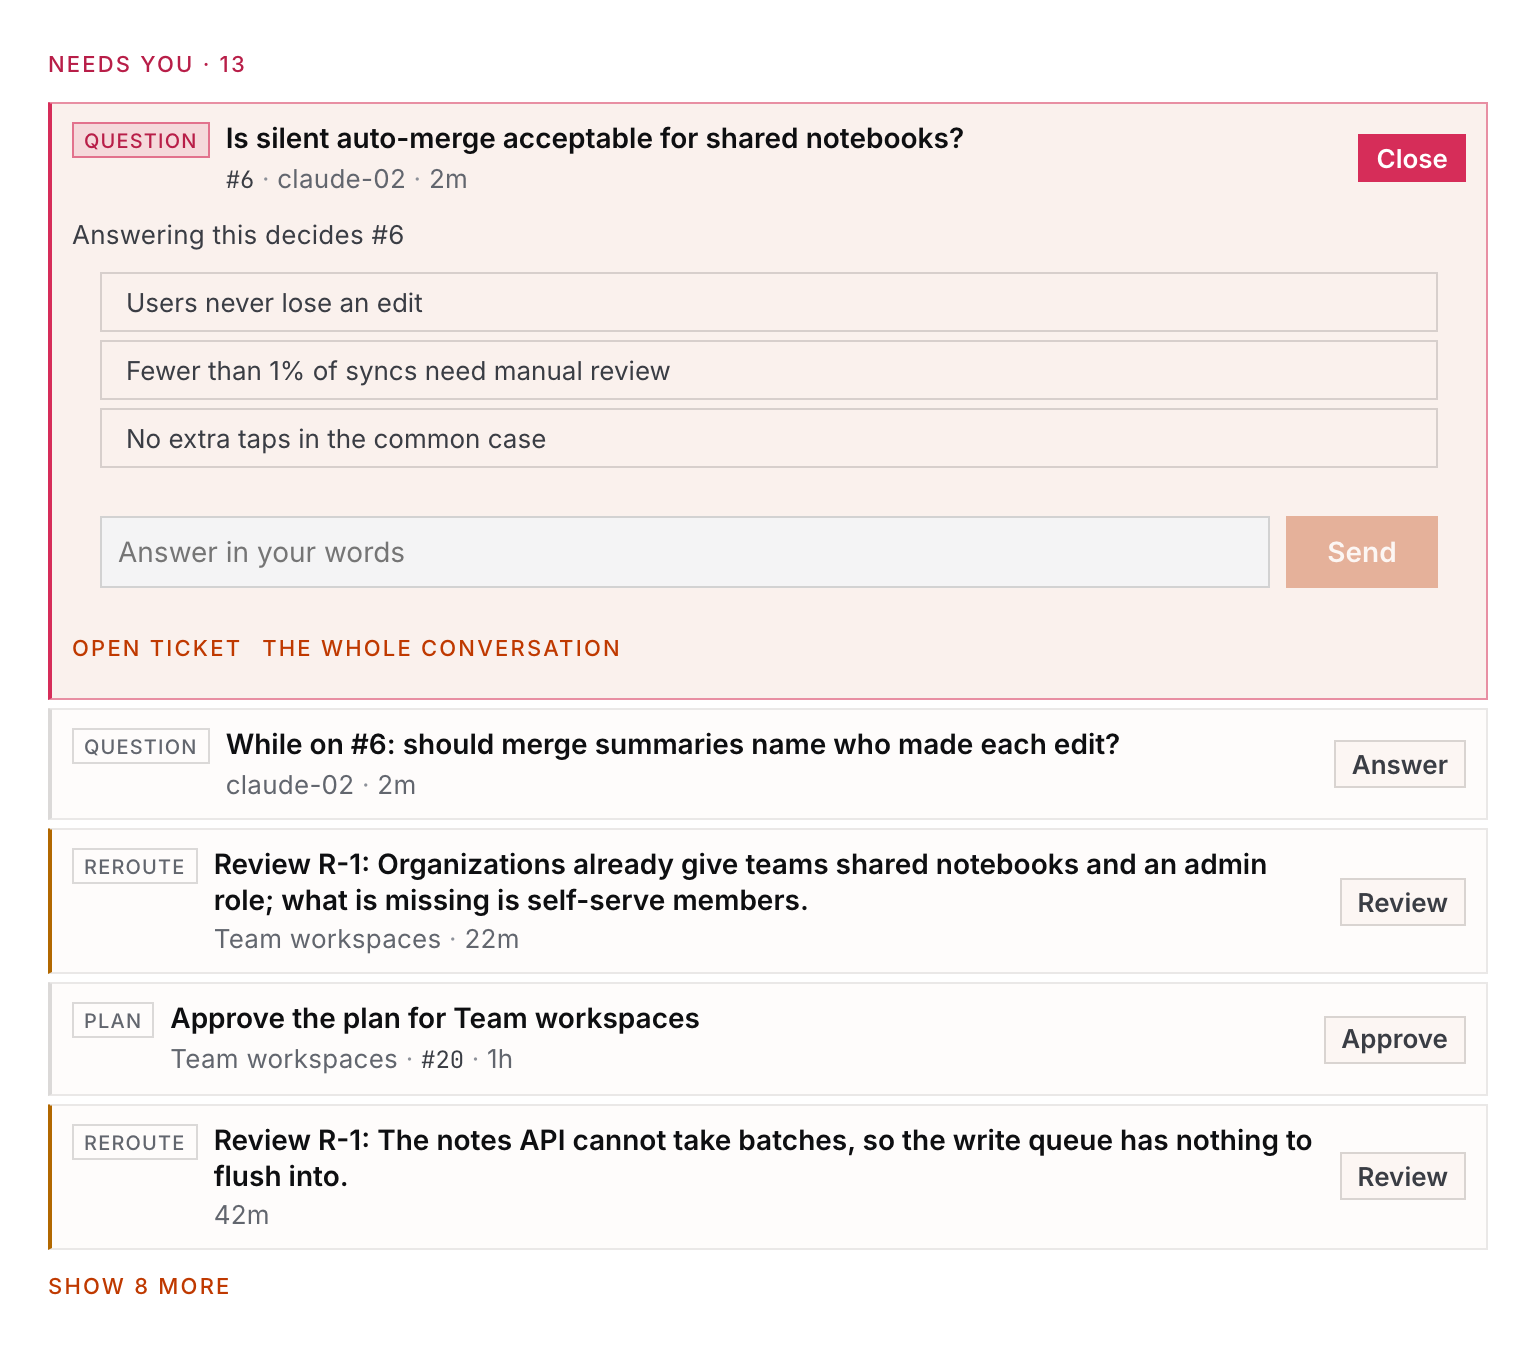 NEEDS YOU · 13
QUESTION
Is silent auto-merge acceptable for shared notebooks?
#6 · claude-02 · 2m
Close
Answering this decides #6
Users never lose an edit
Fewer than 1% of syncs need manual review
No extra taps in the common case
Answer in your words
Send
OPEN TICKET THE WHOLE CONVERSATION
QUESTION
While on #6: should merge summaries name who made each edit?
claude-02 · 2m
Answer
REROUTE
Review R-1: Organizations already give teams shared notebooks and an admin
role; what is missing is self-serve members.
Team workspaces · 22m
Review
PLAN
Approve the plan for Team workspaces
Team workspaces · #20 · 1h
Approve
REROUTE
Review R-1: The notes API cannot take batches, so the write queue has nothing to
flush into.
42m
Review
SHOW 8 MORE